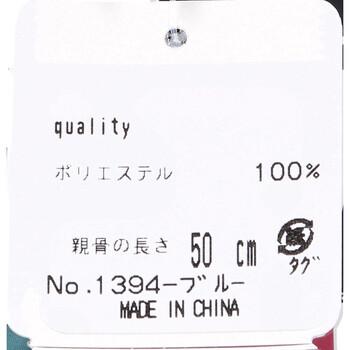 quality
ポリエステル 100%
親骨の長さ 50 cm
タグ
No.1394-ブルー
MADE IN CHINA